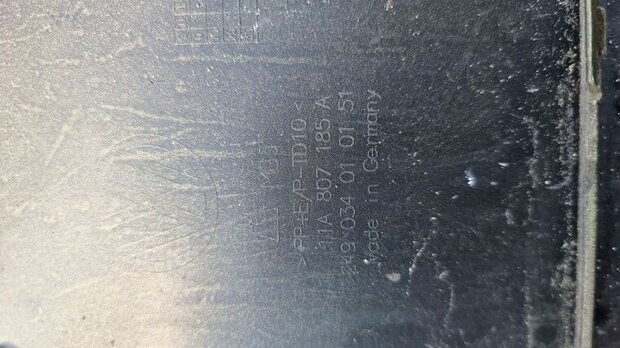 >PP+E/P-TD10<
11A 807 185 A
249 034 01 01 51
Made in Germany